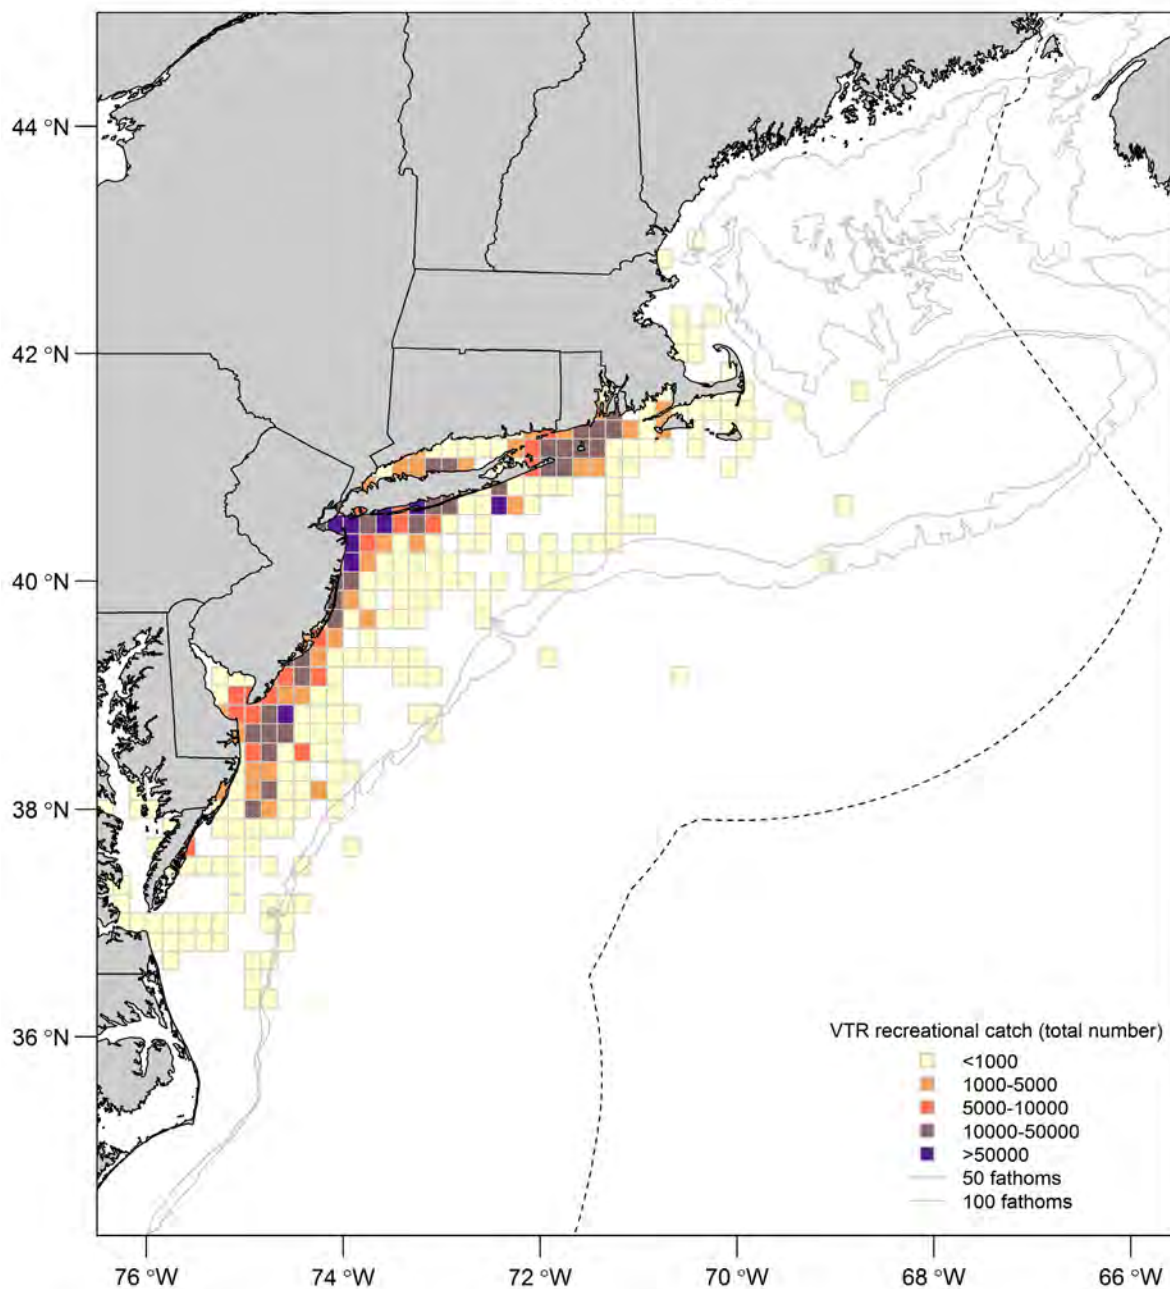 44 °N
42 °N
40 °N
38 °N
36 °N
VTR recreational catch (total number)
<1000
1000-5000
5000-10000
10000-50000
>50000
50 fathoms
100 fathoms
76 °W 74 °W 72 °W 70 °W 68 °W 66 °W